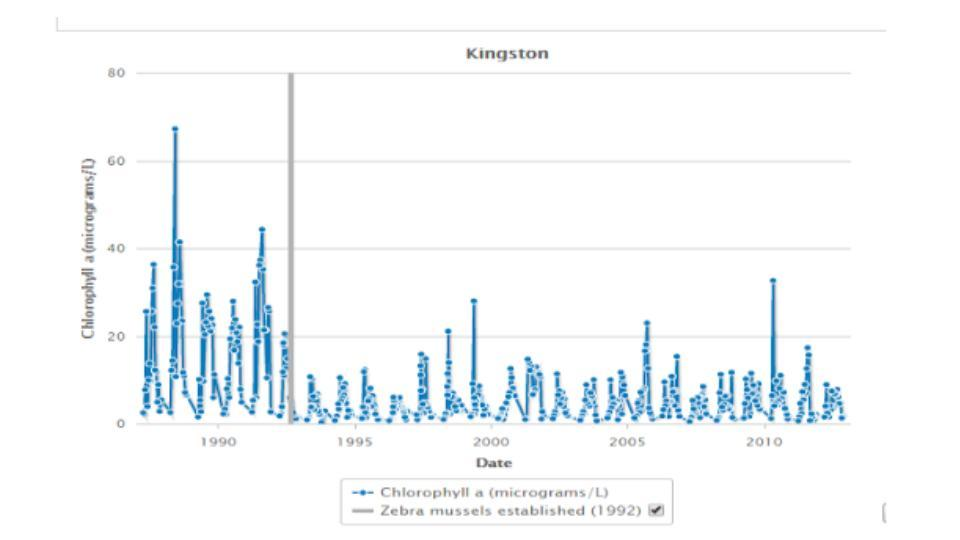 Kingston
80
60
40
20
0
Chlorophyll a (micrograms/L)
1990 1995 2000 2005 2010
Date
Chlorophyll a (micrograms/L)
Zebra mussels established (1992)